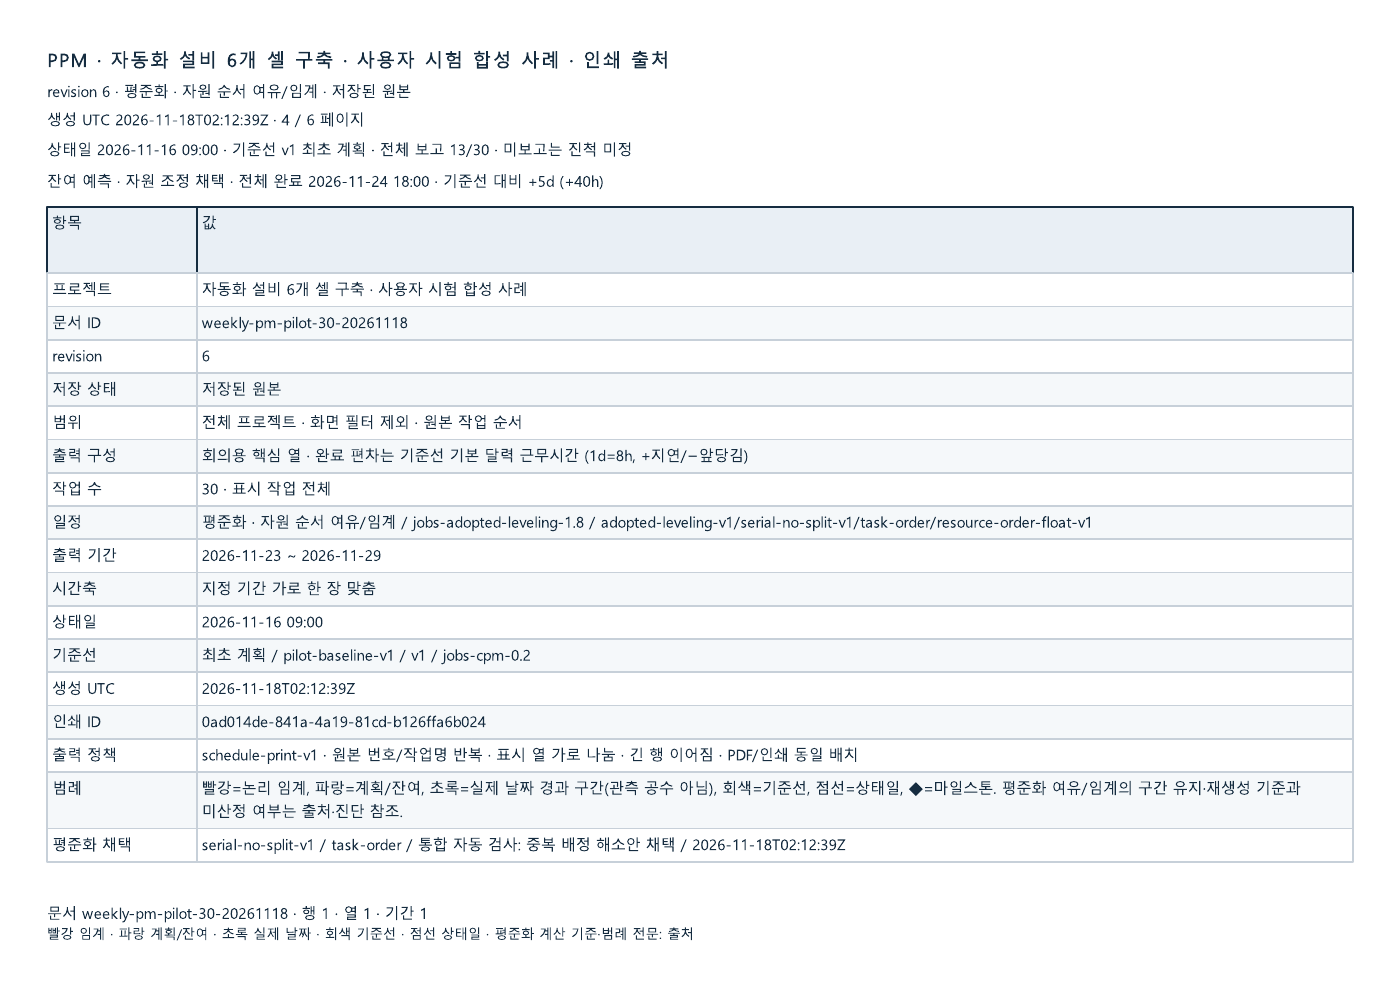 PPM · 자동화 설비 6개 셀 구축 · 사용자 시험 합성 사례 · 인쇄 출처
revision 6 · 평준화 · 자원 순서 여유/임계 · 저장된 원본
생성 UTC 2026-11-18T02:12:39Z · 4 / 6 페이지
상태일 2026-11-16 09:00 · 기준선 v1 최초 계획 · 전체 보고 13/30 · 미보고는 진척 미정
잔여 예측 · 자원 조정 채택 · 전체 완료 2026-11-24 18:00 · 기준선 대비 +5d (+40h)
항목 값
프로젝트 자동화 설비 6개 셀 구축 · 사용자 시험 합성 사례
문서 ID weekly-pm-pilot-30-20261118
revision 6
저장 상태 저장된 원본
범위 전체 프로젝트 · 화면 필터 제외 · 원본 작업 순서
출력 구성 회의용 핵심 열 · 완료 편차는 기준선 기본 달력 근무시간 (1d=8h, +지연/−앞당김)
작업 수 30 · 표시 작업 전체
일정 평준화 · 자원 순서 여유/임계 / jobs-adopted-leveling-1.8 / adopted-leveling-v1/serial-no-split-v1/task-order/resource-order-float-v1
출력 기간 2026-11-23 ~ 2026-11-29
시간축 지정 기간 가로 한 장 맞춤
상태일 2026-11-16 09:00
기준선 최초 계획 / pilot-baseline-v1 / v1 / jobs-cpm-0.2
생성 UTC 2026-11-18T02:12:39Z
인쇄 ID 0ad014de-841a-4a19-81cd-b126ffa6b024
출력 정책 schedule-print-v1 · 원본 번호/작업명 반복 · 표시 열 가로 나눔 · 긴 행 이어짐 · PDF/인쇄 동일 배치
범례 빨강=논리 임계, 파랑=계획/잔여, 초록=실제 날짜 경과 구간(관측 공수 아님), 회색=기준선, 점선=상태일, ◆=마일스톤. 평준화 여유/임계의 구간 유지·재생성 기준과
미산정 여부는 출처·진단 참조.
평준화 채택 serial-no-split-v1 / task-order / 통합 자동 검사: 중복 배정 해소안 채택 / 2026-11-18T02:12:39Z
문서 weekly-pm-pilot-30-20261118 · 행 1 · 열 1 · 기간 1
빨강 임계 · 파랑 계획/잔여 · 초록 실제 날짜 · 회색 기준선 · 점선 상태일 · 평준화 계산 기준·범례 전문: 출처